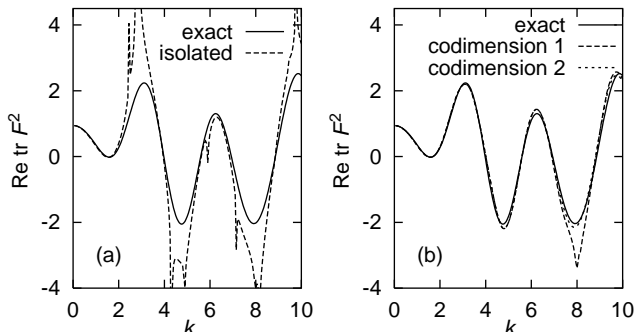 exact
isolated
4
2
0
-2
-4
Re tr F²
(a)
0 2 4 6 8 10
k
exact
codimension 1
codimension 2
4
2
0
-2
-4
Re tr F²
(b)
0 2 4 6 8 10
k